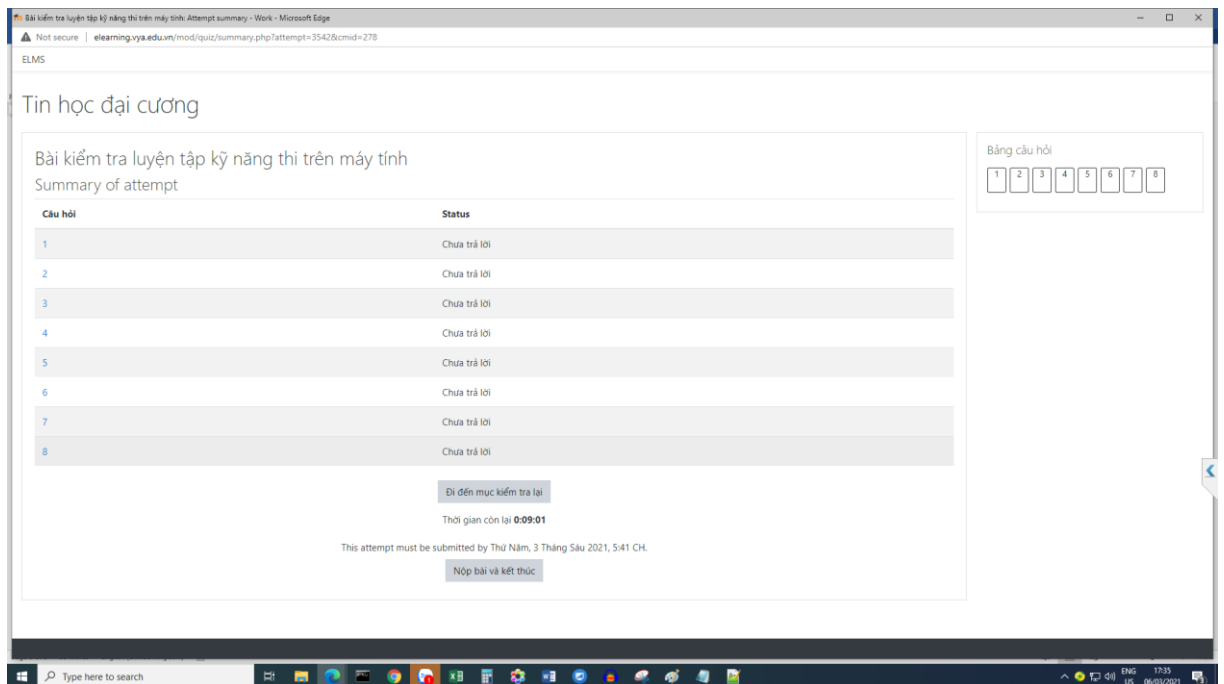 Bài kiểm tra luyện tập kỹ năng thi trên máy tính: Attempt summary - Work - Microsoft Edge
Not secure | elearning.vya.edu.vn/mod/quiz/summary.php?attempt=3542&cmid=278
ELMS
Tin học đại cương
Bài kiểm tra luyện tập kỹ năng thi trên máy tính
Summary of attempt
Câu hỏi Status
1 Chưa trả lời
2 Chưa trả lời
3 Chưa trả lời
4 Chưa trả lời
5 Chưa trả lời
6 Chưa trả lời
7 Chưa trả lời
8 Chưa trả lời
Đi đến mục kiểm tra lại
Thời gian còn lại 0:09:01
This attempt must be submitted by Thứ Năm, 3 Tháng Sáu 2021, 5:41 CH.
Nộp bài và kết thúc
Bảng câu hỏi
1 2 3 4 5 6 7 8
Type here to search
ENG 17:35
US 06/03/2021